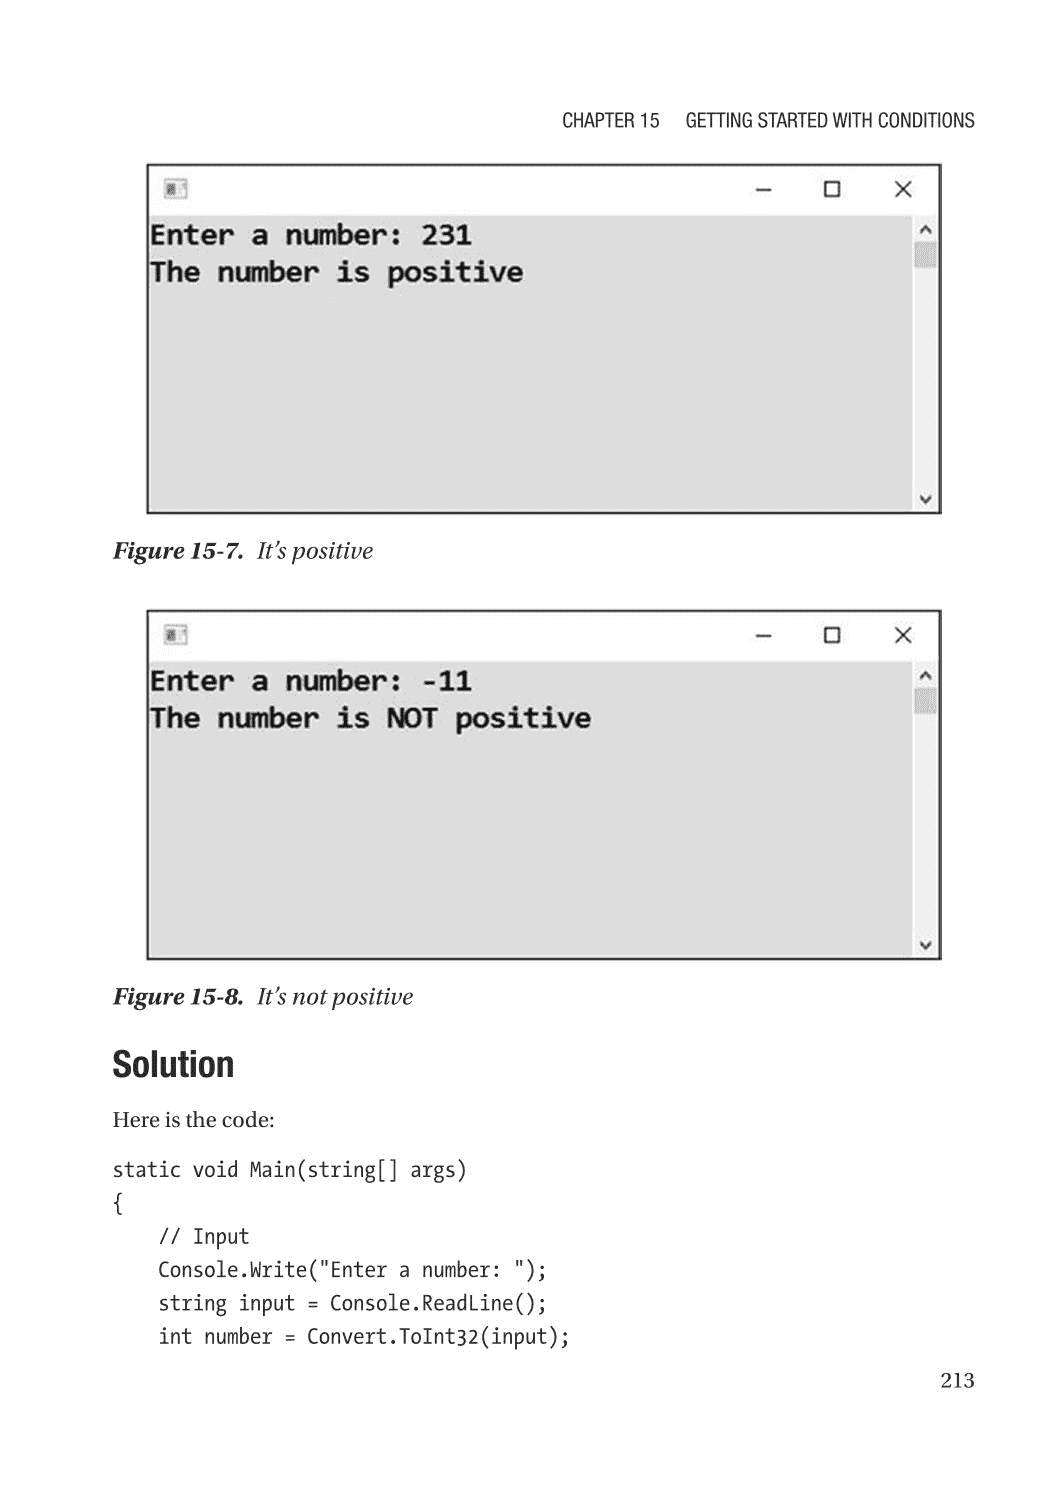 CHAPTER 15 GETTING STARTED WITH CONDITIONS
Enter a number: 231
The number is positive
Figure 15-7. It’s positive
Enter a number: -11
The number is NOT positive
Figure 15-8. It’s not positive
Solution
Here is the code:
static void Main(string[] args)
{
    // Input
    Console.Write("Enter a number: ");
    string input = Console.ReadLine();
    int number = Convert.ToInt32(input);
213